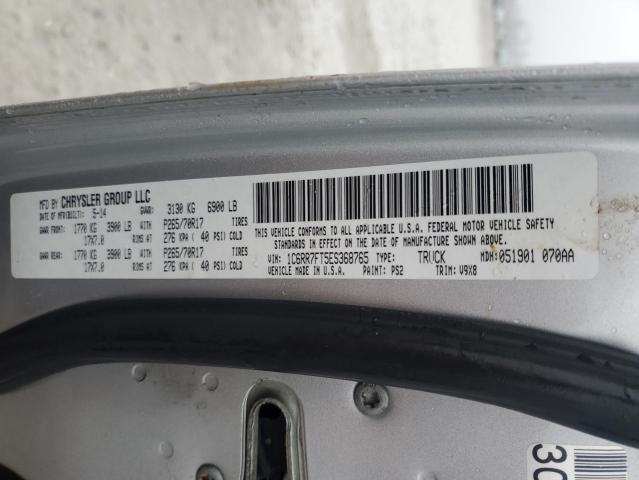 MFD BY CHRYSLER GROUP LLC
DATE OF MFR(BUILT): 5-14 GVWR: 3130 KG 6900 LB
GAWR FRONT: 1770 KG 3900 LB WITH P265/70R17 TIRES
17X7.0 RIMS AT 276 KPA ( 40 PSI) COLD
GAWR REAR: 1770 KG 3900 LB WITH P265/70R17 TIRES
17X7.0 RIMS AT 276 KPA ( 40 PSI) COLD
THIS VEHICLE CONFORMS TO ALL APPLICABLE U.S.A. FEDERAL MOTOR VEHICLE SAFETY
STANDARDS IN EFFECT ON THE DATE OF MANUFACTURE SHOWN ABOVE.
VIN: 1C6RR7FT5ES368765 TYPE: TRUCK MDH: 051901 070AA
VEHICLE MADE IN U.S.A. PAINT: PS2 TRIM: V9X8
30